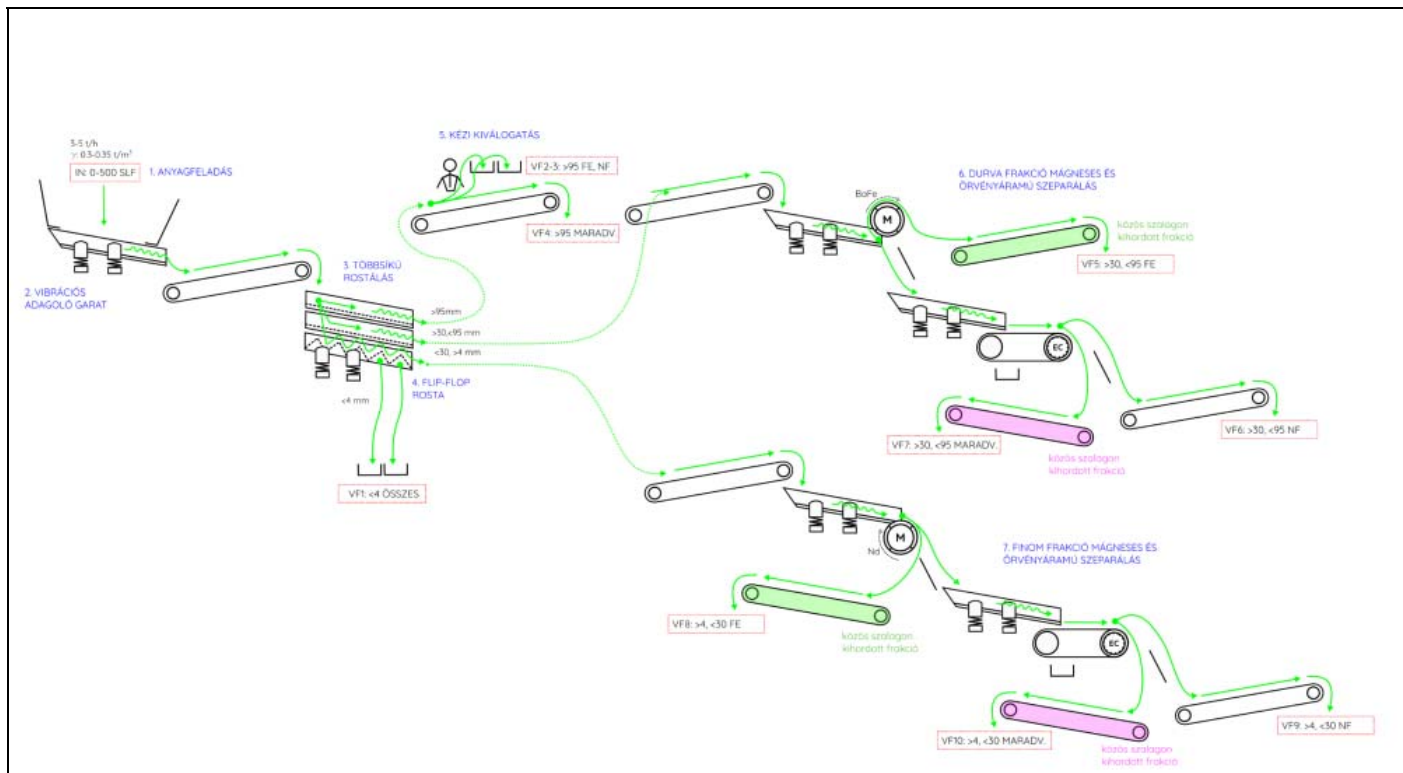 3-5 t/h
γ: 0.3-0.35 t/m³
IN: 0-500 SLF
1. ANYAGFELADÁS
2. VIBRÁCIÓS
ADAGOLÓ GARAT
3. TÖBBSÍKÚ
ROSTÁLÁS
>95mm
>30,<95 mm
<30, >4 mm
4. FLIP-FLOP
ROSTA
<4 mm
VF1: <4 ÖSSZES
5. KÉZI KIVÁLOGATÁS
VF2-3: >95 FE, NF
VF4: >95 MARADV.
6. DURVA FRAKCIÓ MÁGNESES ÉS
ÖRVÉNYÁRAMÚ SZEPARÁLÁS
BoFe
M
közös szalagon
kihordott frakció
VF5: >30, <95 FE
EC
VF6: >30, <95 NF
VF7: >30, <95 MARADV.
közös szalagon
kihordott frakció
M
Nd
7. FINOM FRAKCIÓ MÁGNESES ÉS
ÖRVÉNYÁRAMÚ SZEPARÁLÁS
VF8: >4, <30 FE
közös szalagon
kihordott frakció
EC
VF9: >4, <30 NF
VF10: >4, <30 MARADV.
közös szalagon
kihordott frakció